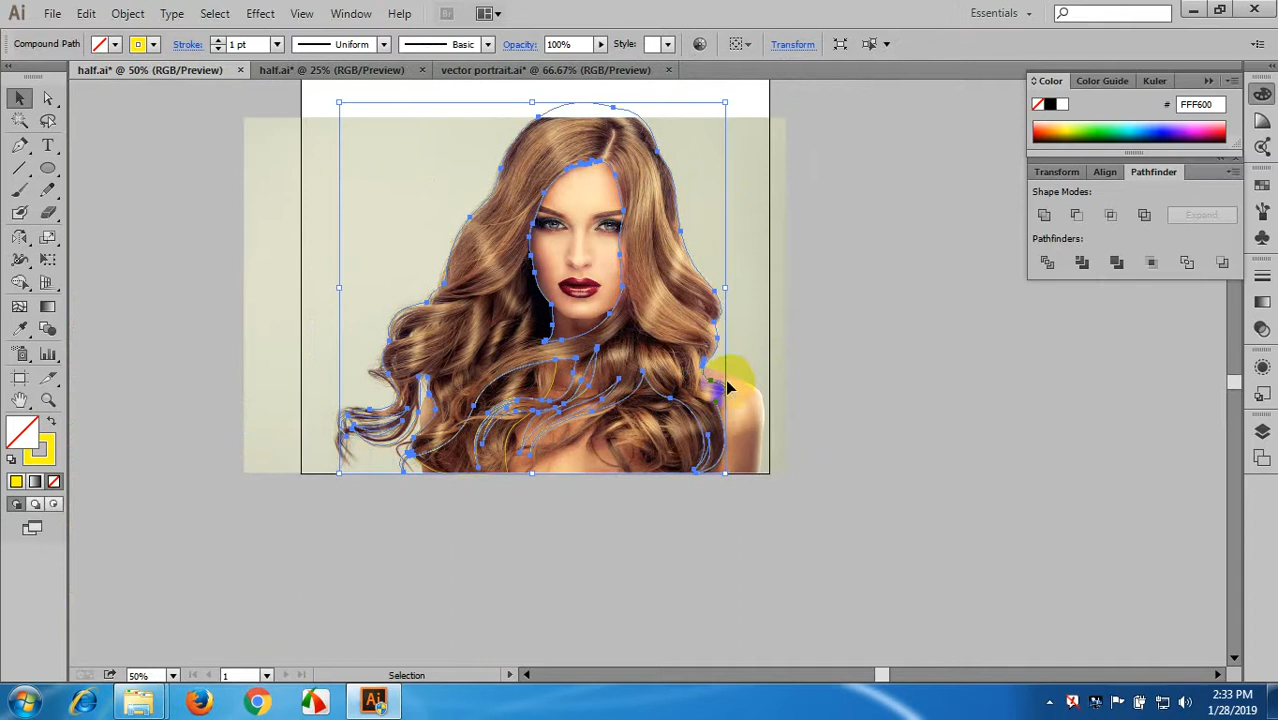 Ai File Edit Object Type Select Effect View Window Help Br Essentials
Compound Path Stroke: 1 pt Uniform Basic Opacity: 100% Style: Transform
half.ai* @ 50% (RGB/Preview) half.ai* @ 25% (RGB/Preview) vector portrait.ai* @ 66.67% (RGB/Preview)
Color Color Guide Kuler
# FFF600
Transform Align Pathfinder
Shape Modes:
Expand
Pathfinders:
50% 1 Selection
Ai
2:33 PM
1/28/2019